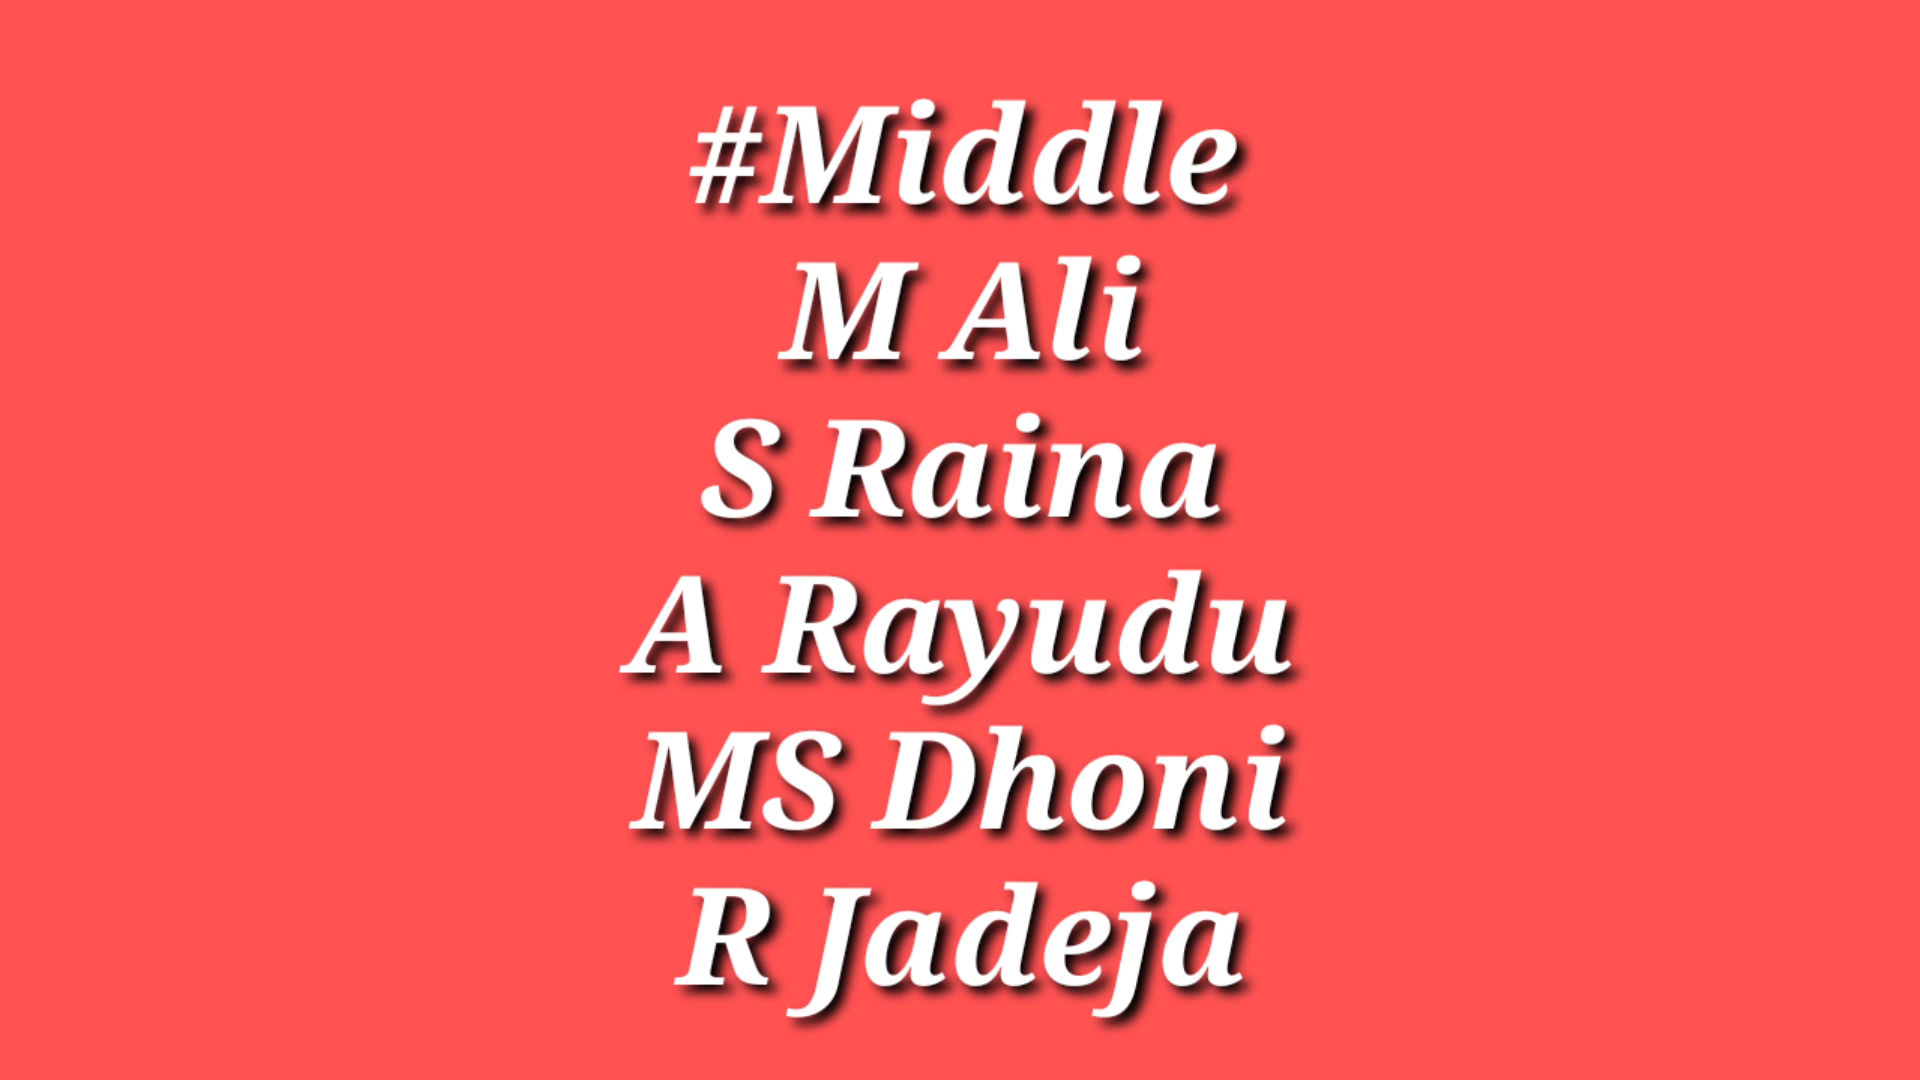 #Middle
M Ali
S Raina
A Rayudu
MS Dhoni
R Jadeja